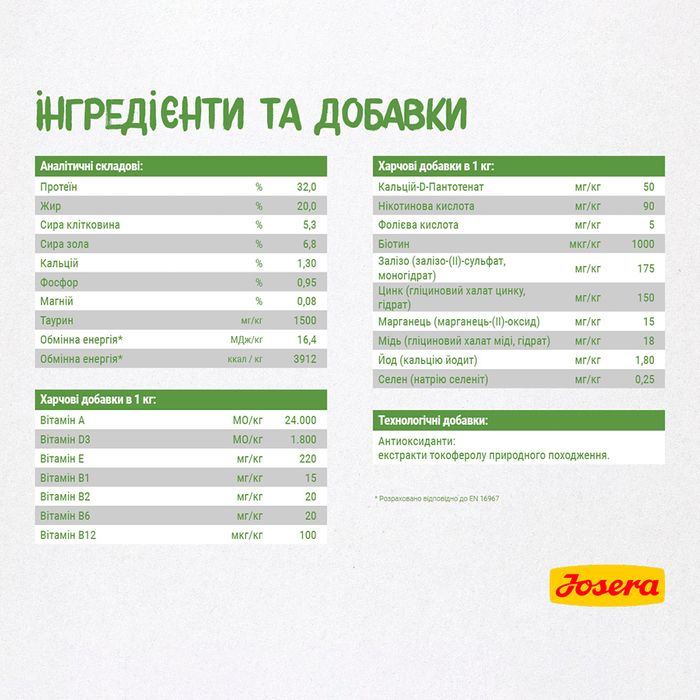 ІНГРЕДІЄНТИ ТА ДОБАВКИ
Аналітичні складові:
Протеїн % 32,0
Жир % 20,0
Сира клітковина % 5,3
Сира зола % 6,8
Кальцій % 1,30
Фосфор % 0,95
Магній % 0,08
Таурин мг/кг 1500
Обмінна енергія* МДж/кг 16,4
Обмінна енергія* ккал / кг 3912
Харчові добавки в 1 кг:
Вітамін A МО/кг 24.000
Вітамін D3 МО/кг 1.800
Вітамін E мг/кг 220
Вітамін B1 мг/кг 15
Вітамін B2 мг/кг 20
Вітамін B6 мг/кг 20
Вітамін B12 мкг/кг 100
Харчові добавки в 1 кг:
Кальцій-D-Пантотенат мг/кг 50
Нікотинова кислота мг/кг 90
Фолієва кислота мг/кг 5
Біотин мкг/кг 1000
Залізо (залізо-(II)-сульфат,
моногідрат) мг/кг 175
Цинк (гліциновий халат цинку,
гідрат) мг/кг 150
Марганець (марганець-(II)-оксид) мг/кг 15
Мідь (гліциновий халат міді, гідрат) мг/кг 18
Йод (кальцію йодит) мг/кг 1,80
Селен (натрію селеніт) мг/кг 0,25
Технологічні добавки:
Антиоксиданти:
екстракти токоферолу природного походження.
* Розраховано відповідно до EN 16967
Josera